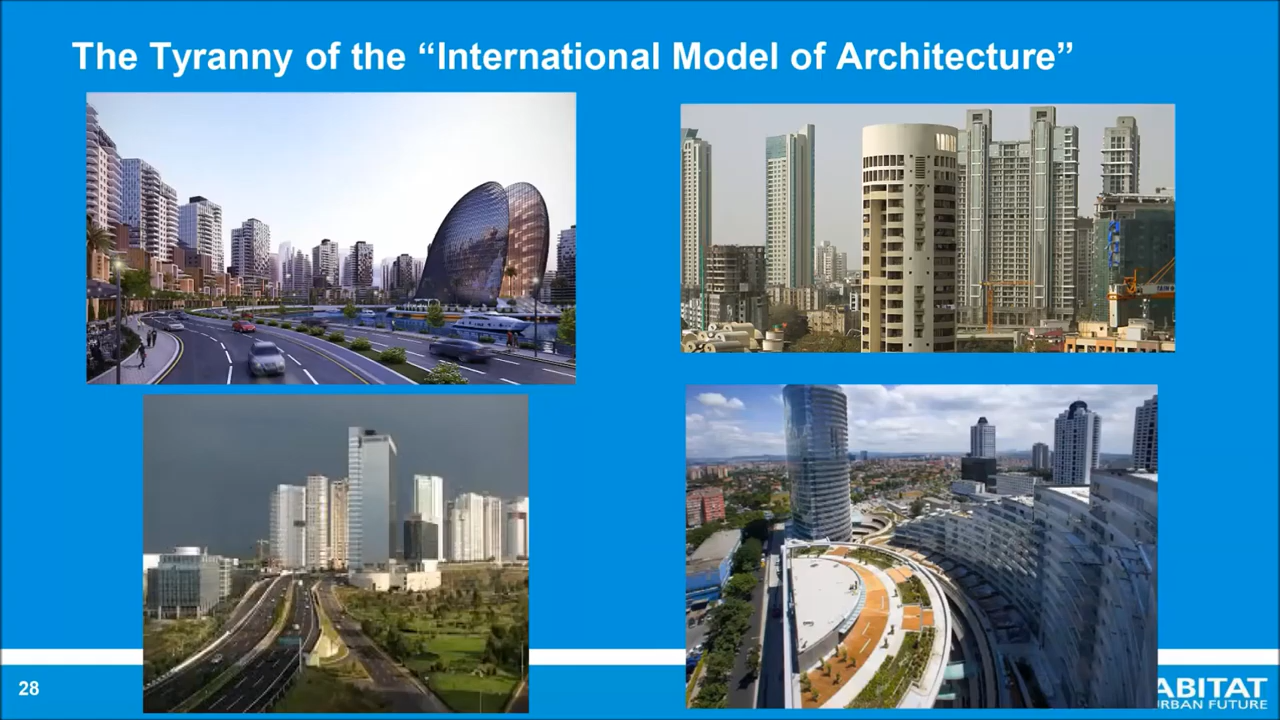 The Tyranny of the “International Model of Architecture”
28
ABITAT
URBAN FUTURE